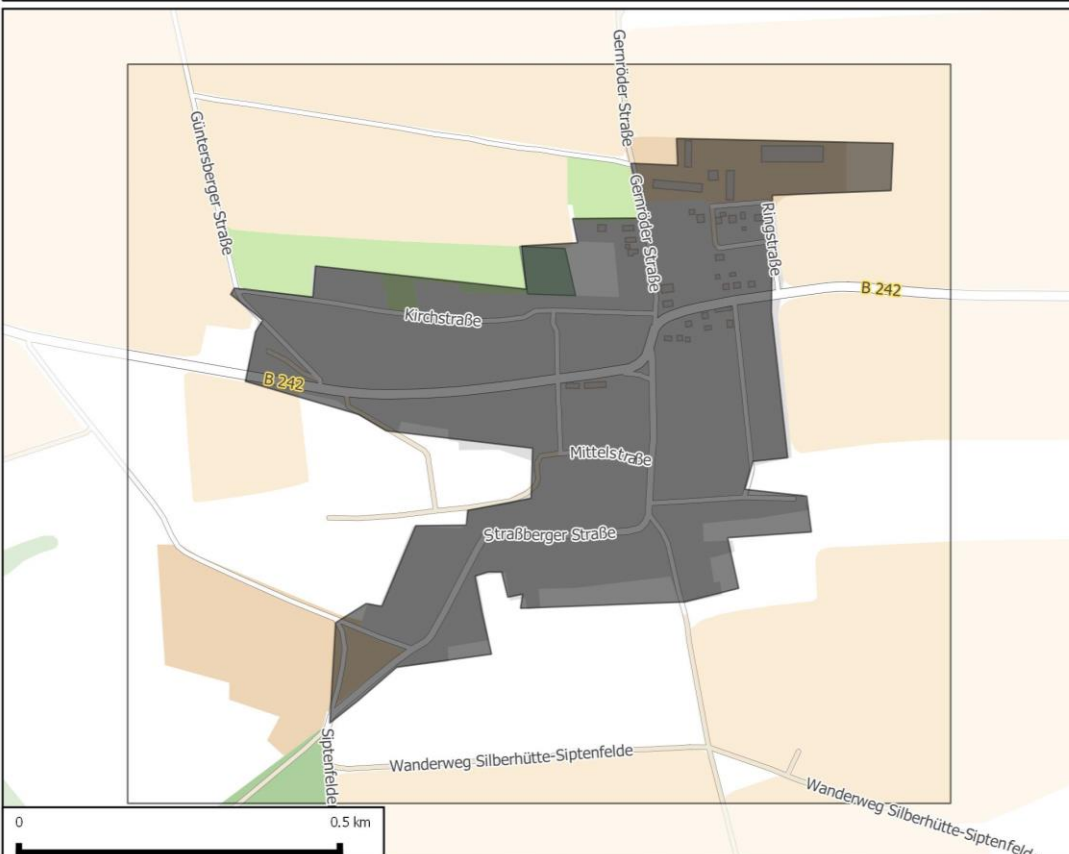 Gernröder Straße
Güntersberger Straße
Gernröder Straße
Ringstraße
B 242
Kirchstraße
B 242
Mittelstraße
Straßberger Straße
Siptenfelde
Wanderweg Silberhütte-Siptenfelde
Wanderweg Silberhütte-Siptenfeld
0
0.5 km